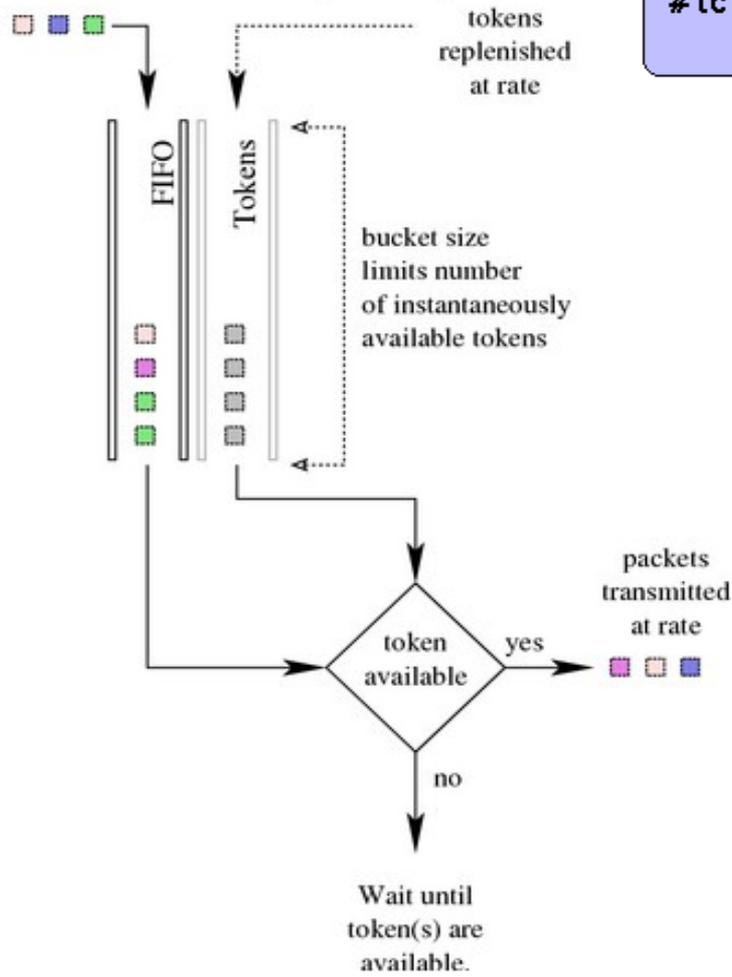 #tc
tokens
replenished
at rate
FIFO
Tokens
bucket size
limits number
of instantaneously
available tokens
packets
transmitted
at rate
token
available
yes
no
Wait until
token(s) are
available.